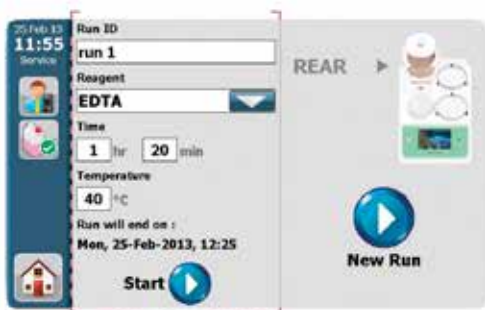 25 Feb 13
11:55
Service
Run ID
run 1
Reagent
EDTA
Time
1 hr 20 min
Temperature
40 °C
Run will end on :
Mon, 25-Feb-2013, 12:25
Start
REAR
New Run